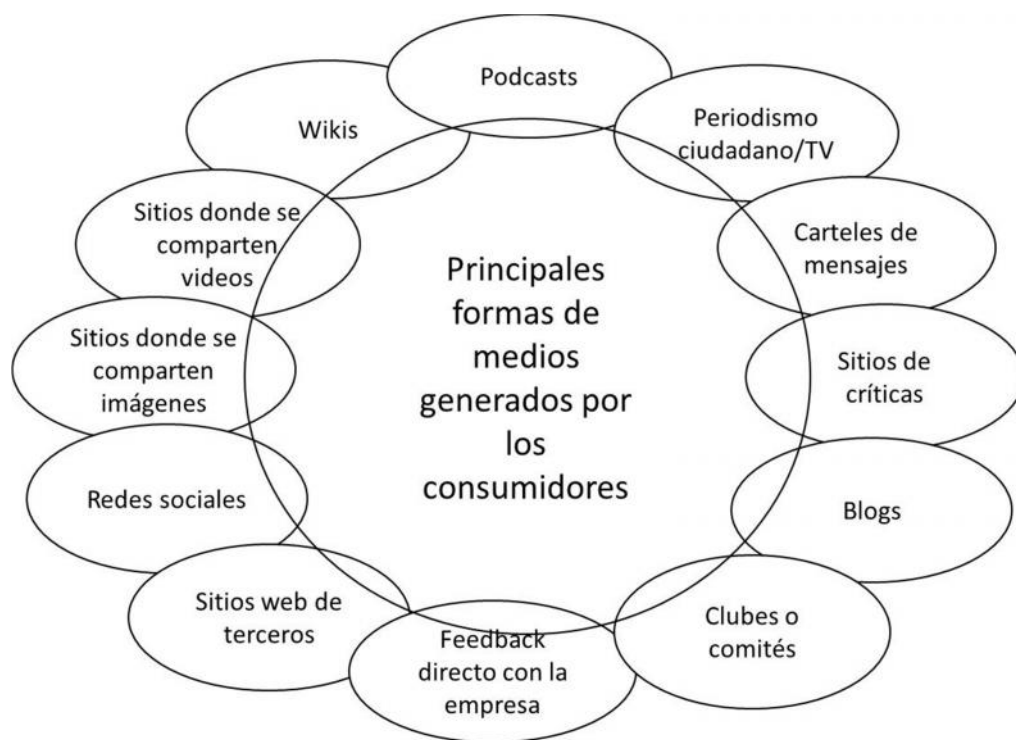 Podcasts
Periodismo
ciudadano/TV
Carteles de
mensajes
Sitios de
críticas
Blogs
Clubes o
comités
Feedback
directo con la
empresa
Sitios web de
terceros
Redes sociales
Sitios donde se
comparten
imágenes
Sitios donde se
comparten
videos
Wikis
Principales
formas de
medios
generados por
los
consumidores